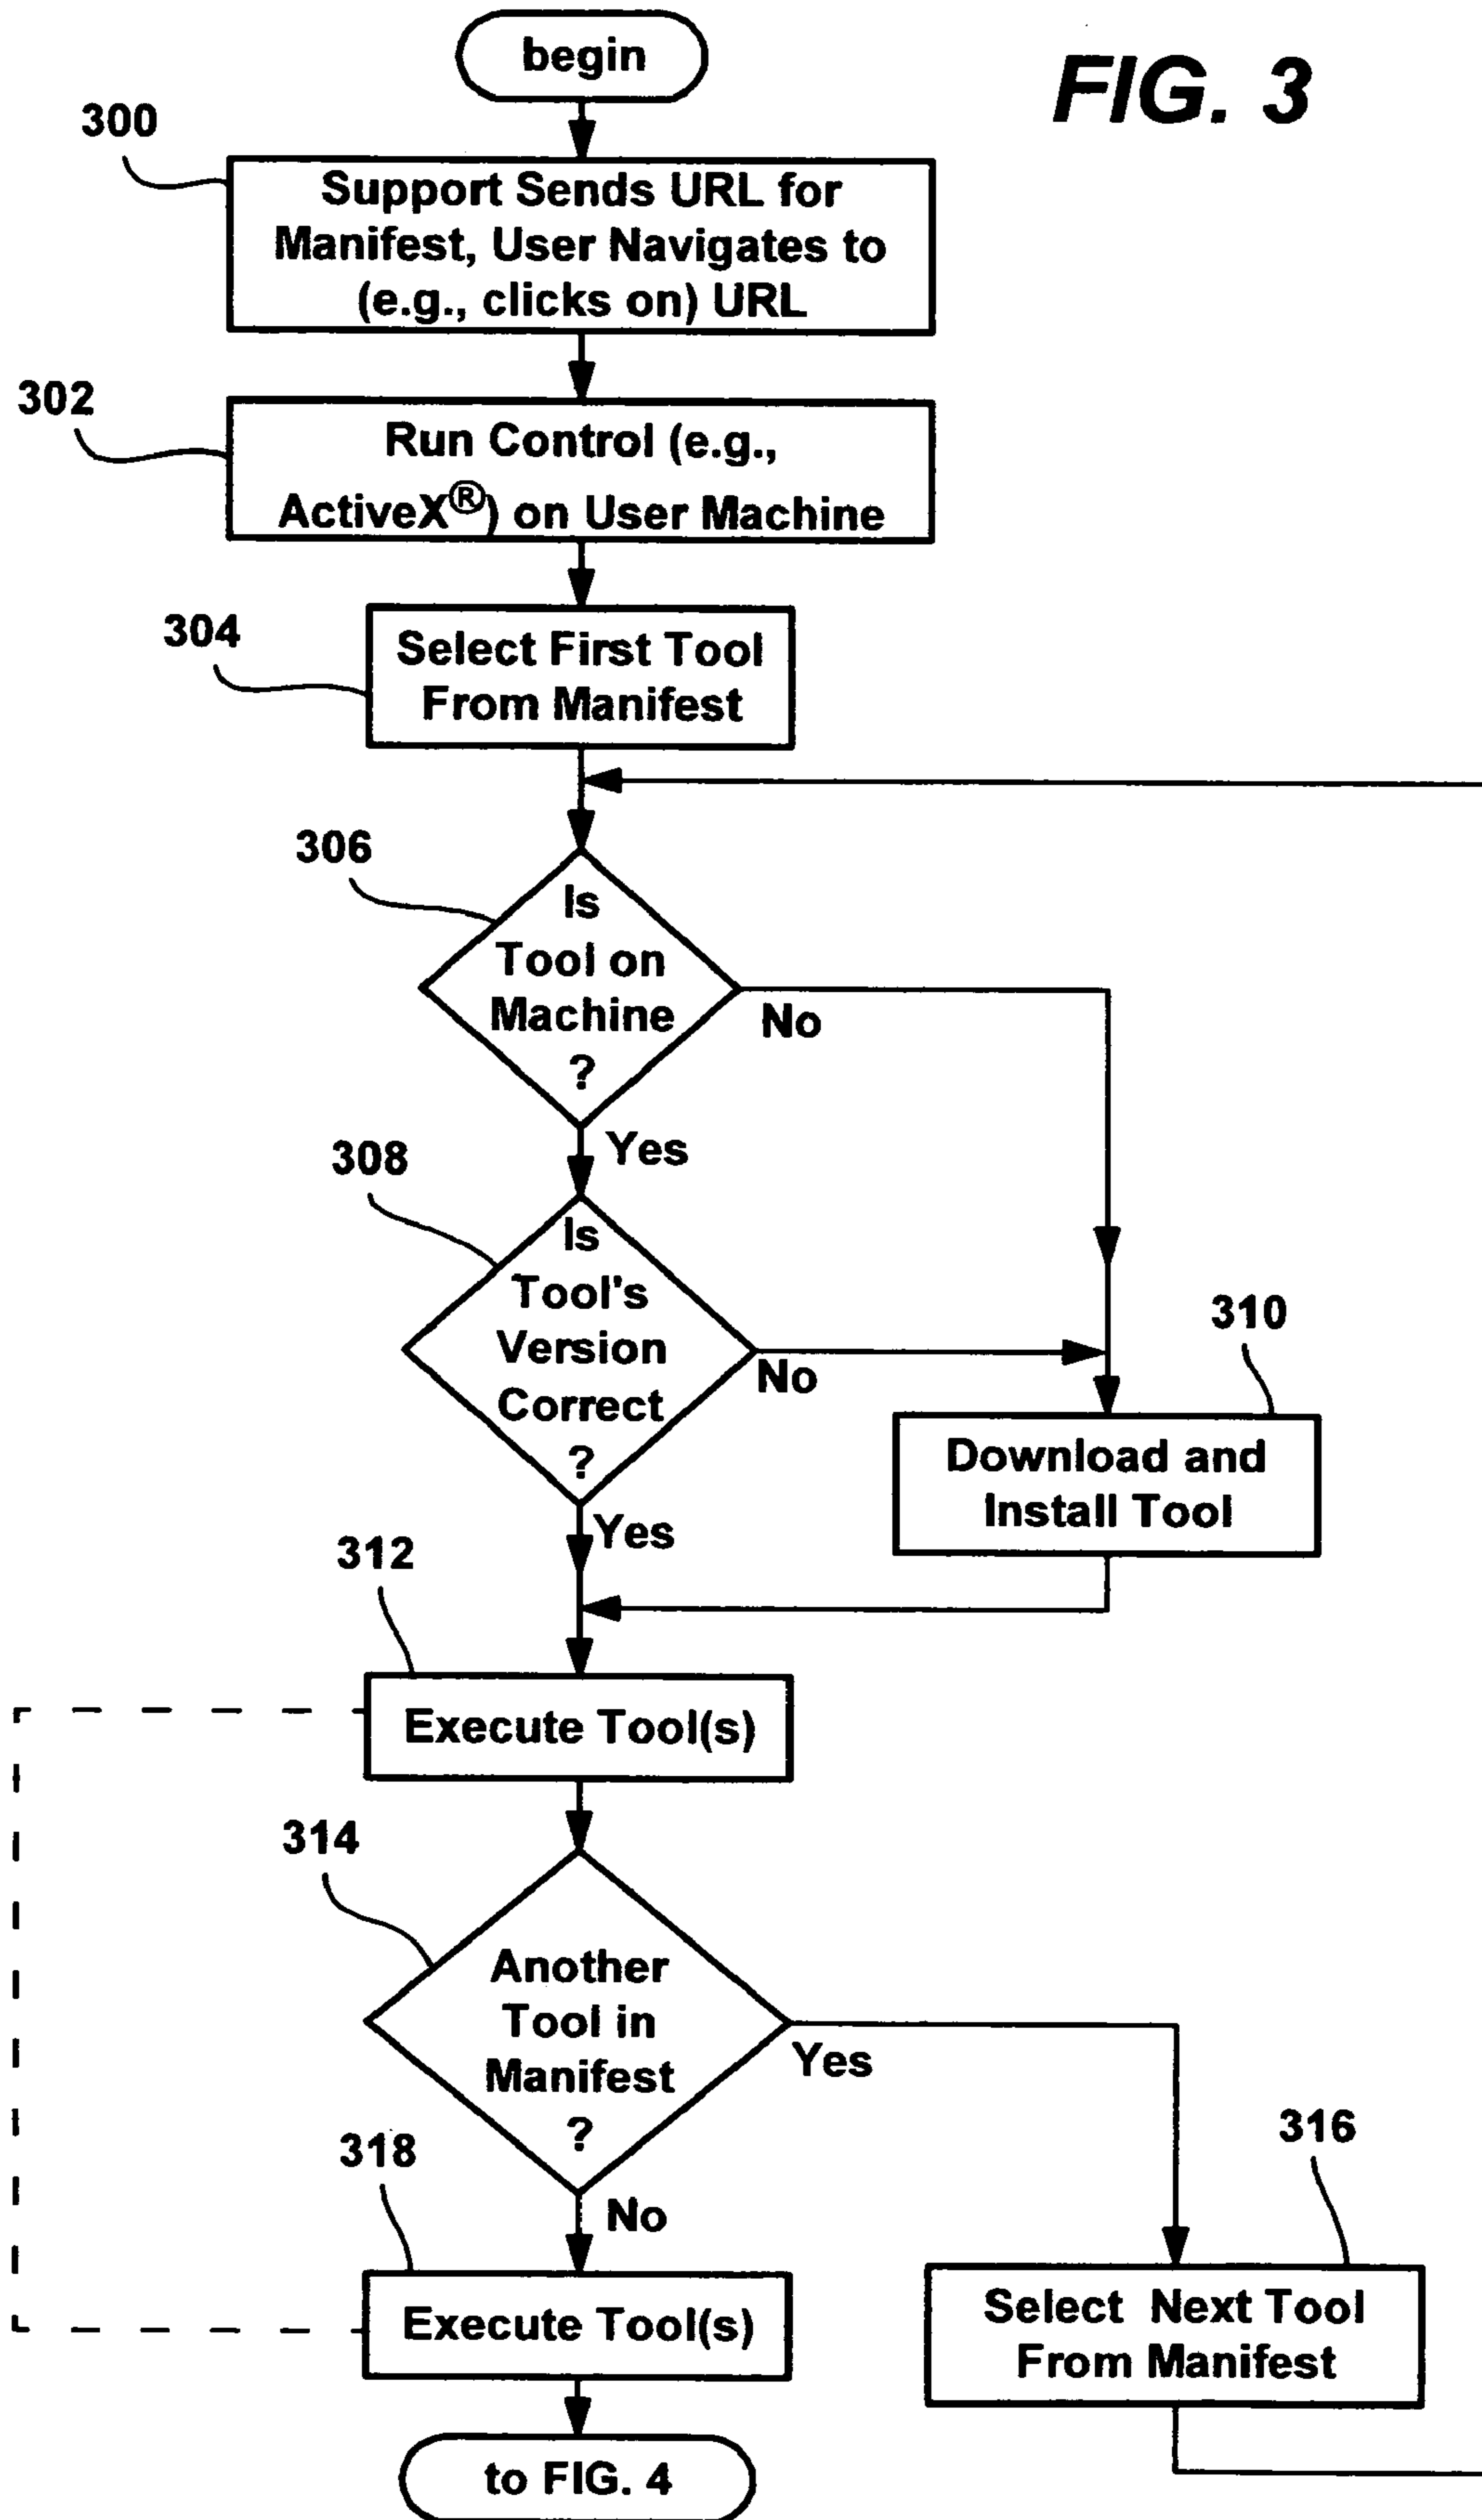 begin
FIG. 3
300
Support Sends URL for
Manifest, User Navigates to
(e.g., clicks on) URL
302
Run Control (e.g.,
ActiveX®) on User Machine
304
Select First Tool
From Manifest
306
Is
Tool on
Machine
?
No
Yes
308
Is
Tool's
Version
Correct
?
No
Yes
310
Download and
Install Tool
312
Execute Tool(s)
314
Another
Tool in
Manifest
?
Yes
No
316
Select Next Tool
From Manifest
318
Execute Tool(s)
to FIG. 4